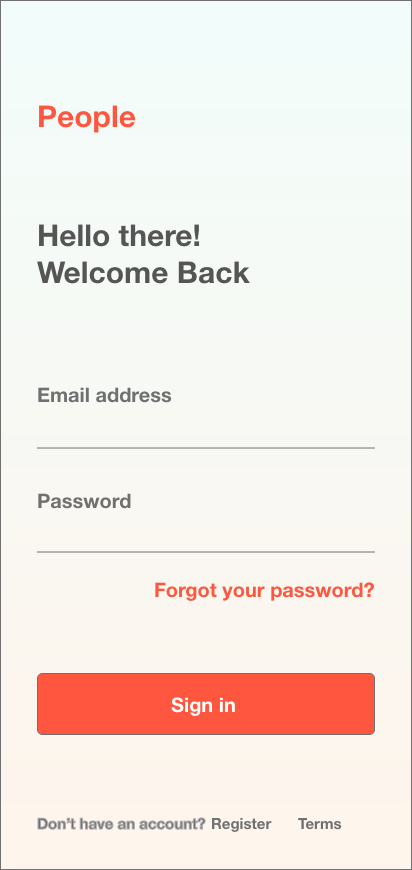 People
Hello there!
Welcome Back
Email address
Password
Forgot your password?
Sign in
Don’t have an account? Register Terms